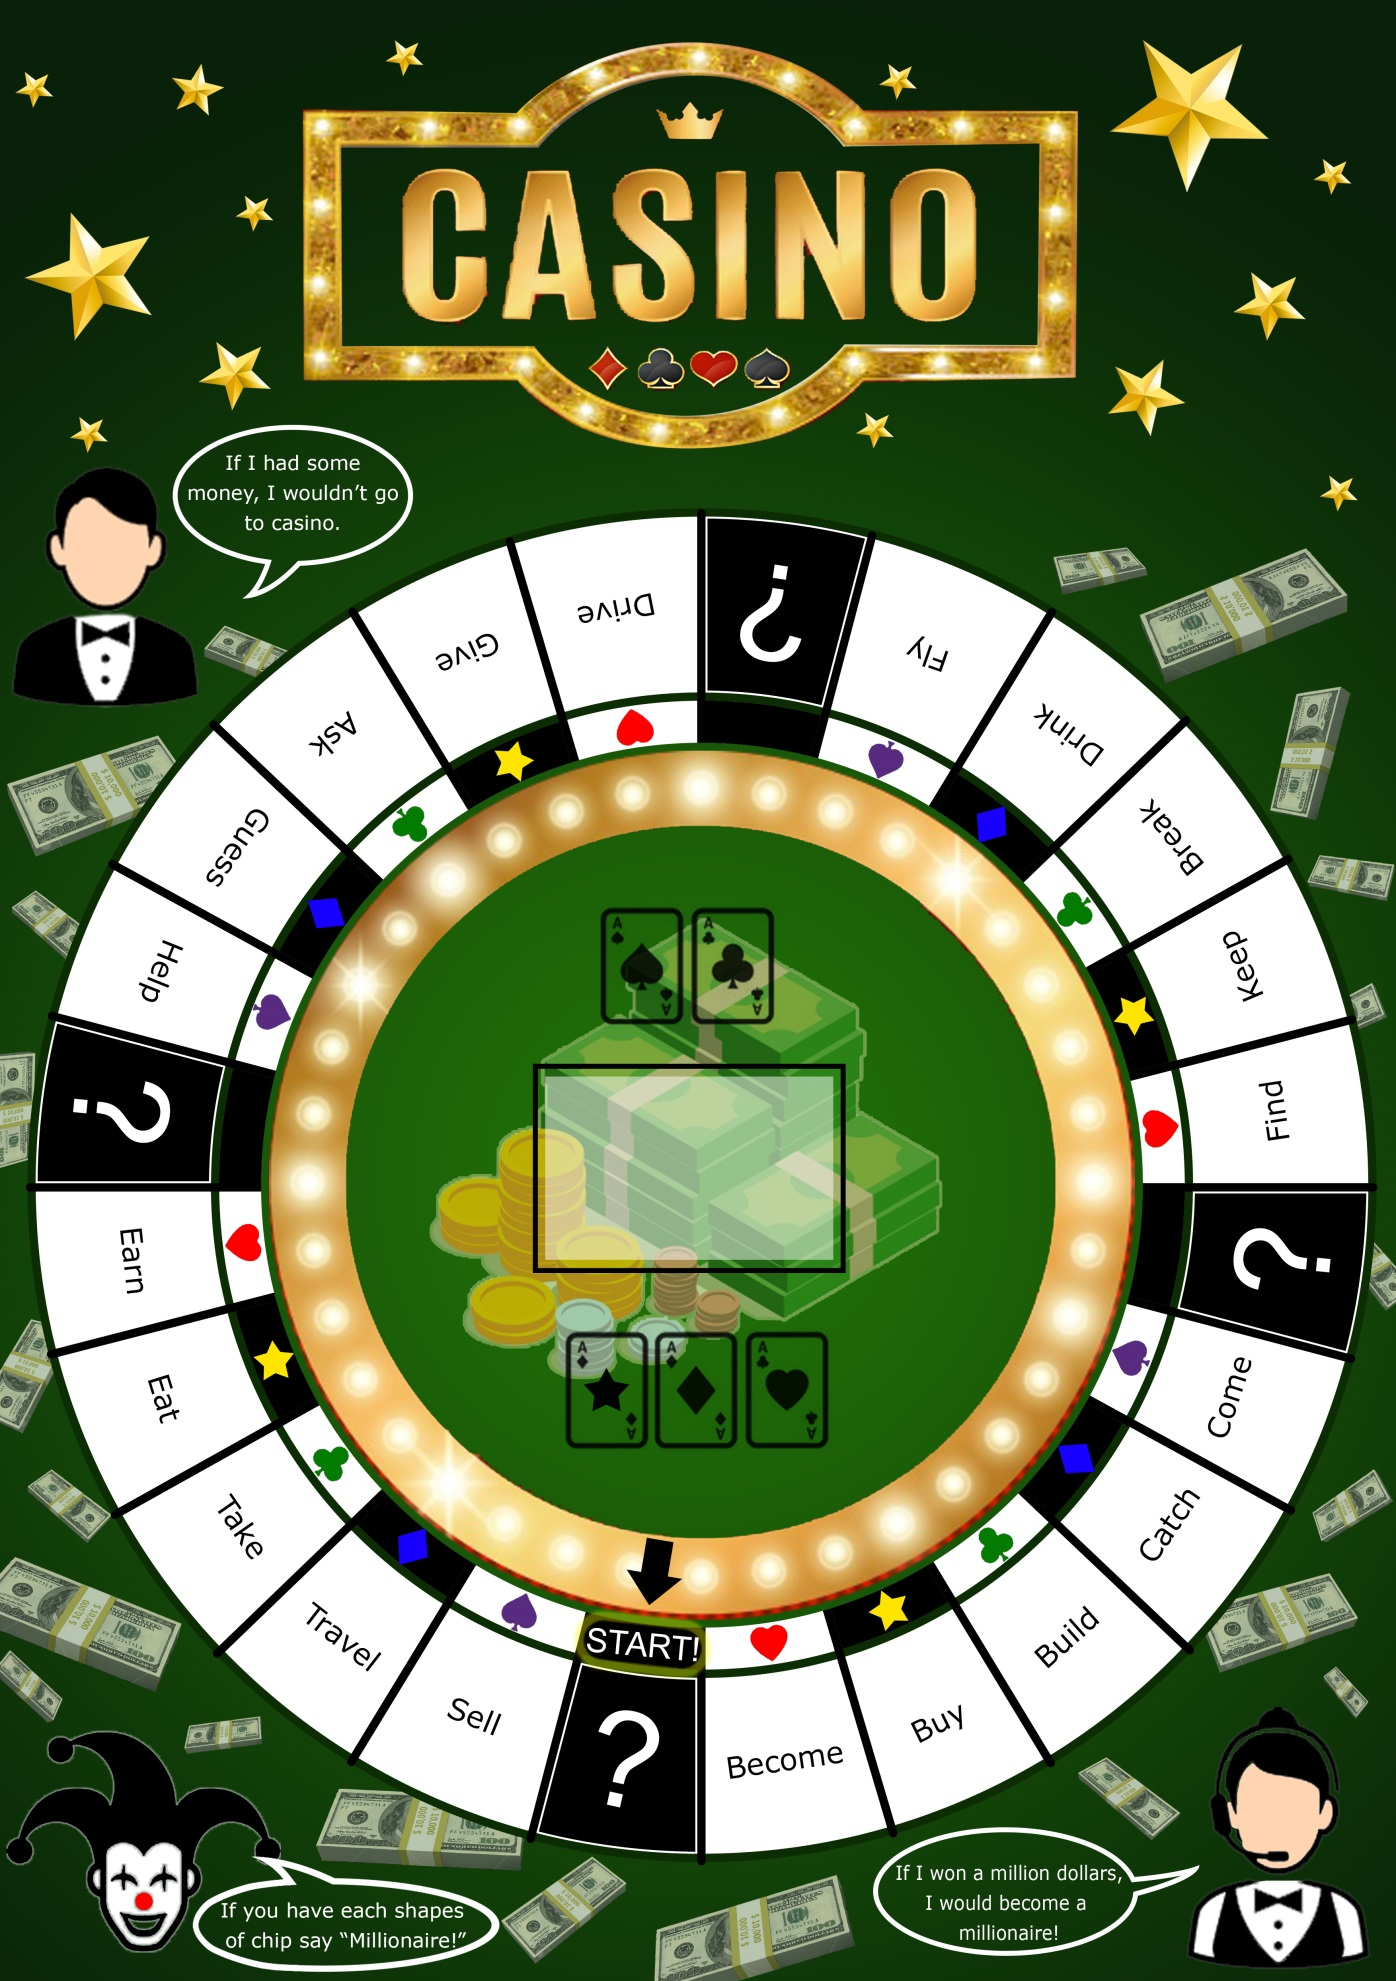 CASINO
If I had some
money, I wouldn’t go
to casino.
Drive
?
Fly
Drink
Break
Keep
Find
?
Come
Catch
Build
Buy
Become
?
START!
Sell
Travel
Take
Eat
Earn
?
Help
Guess
Ask
Give
A
A
A
A
A
A
A
A
A
A
If you have each shapes
of chip say “Millionaire!”
If I won a million dollars,
I would become a
millionaire!